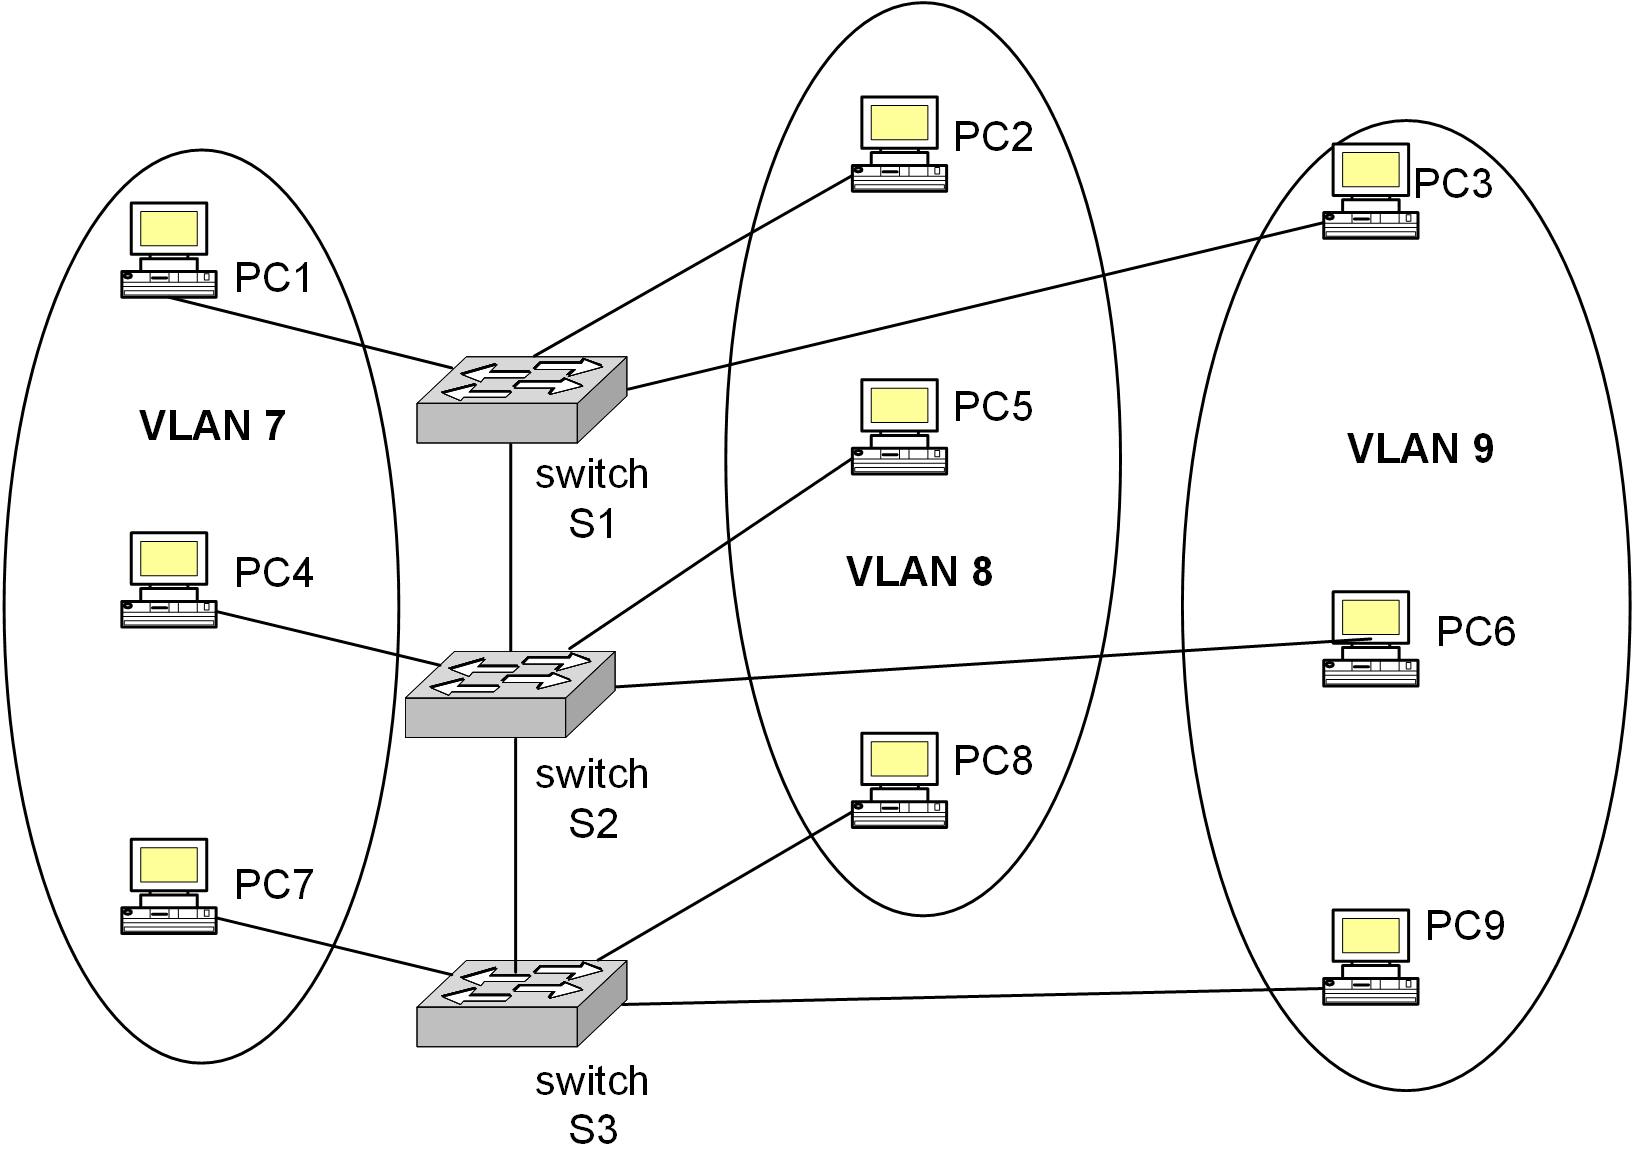 PC2
PC3
PC1
PC5
VLAN 7
VLAN 9
switch
S1
PC4
VLAN 8
PC6
PC8
switch
S2
PC7
PC9
switch
S3